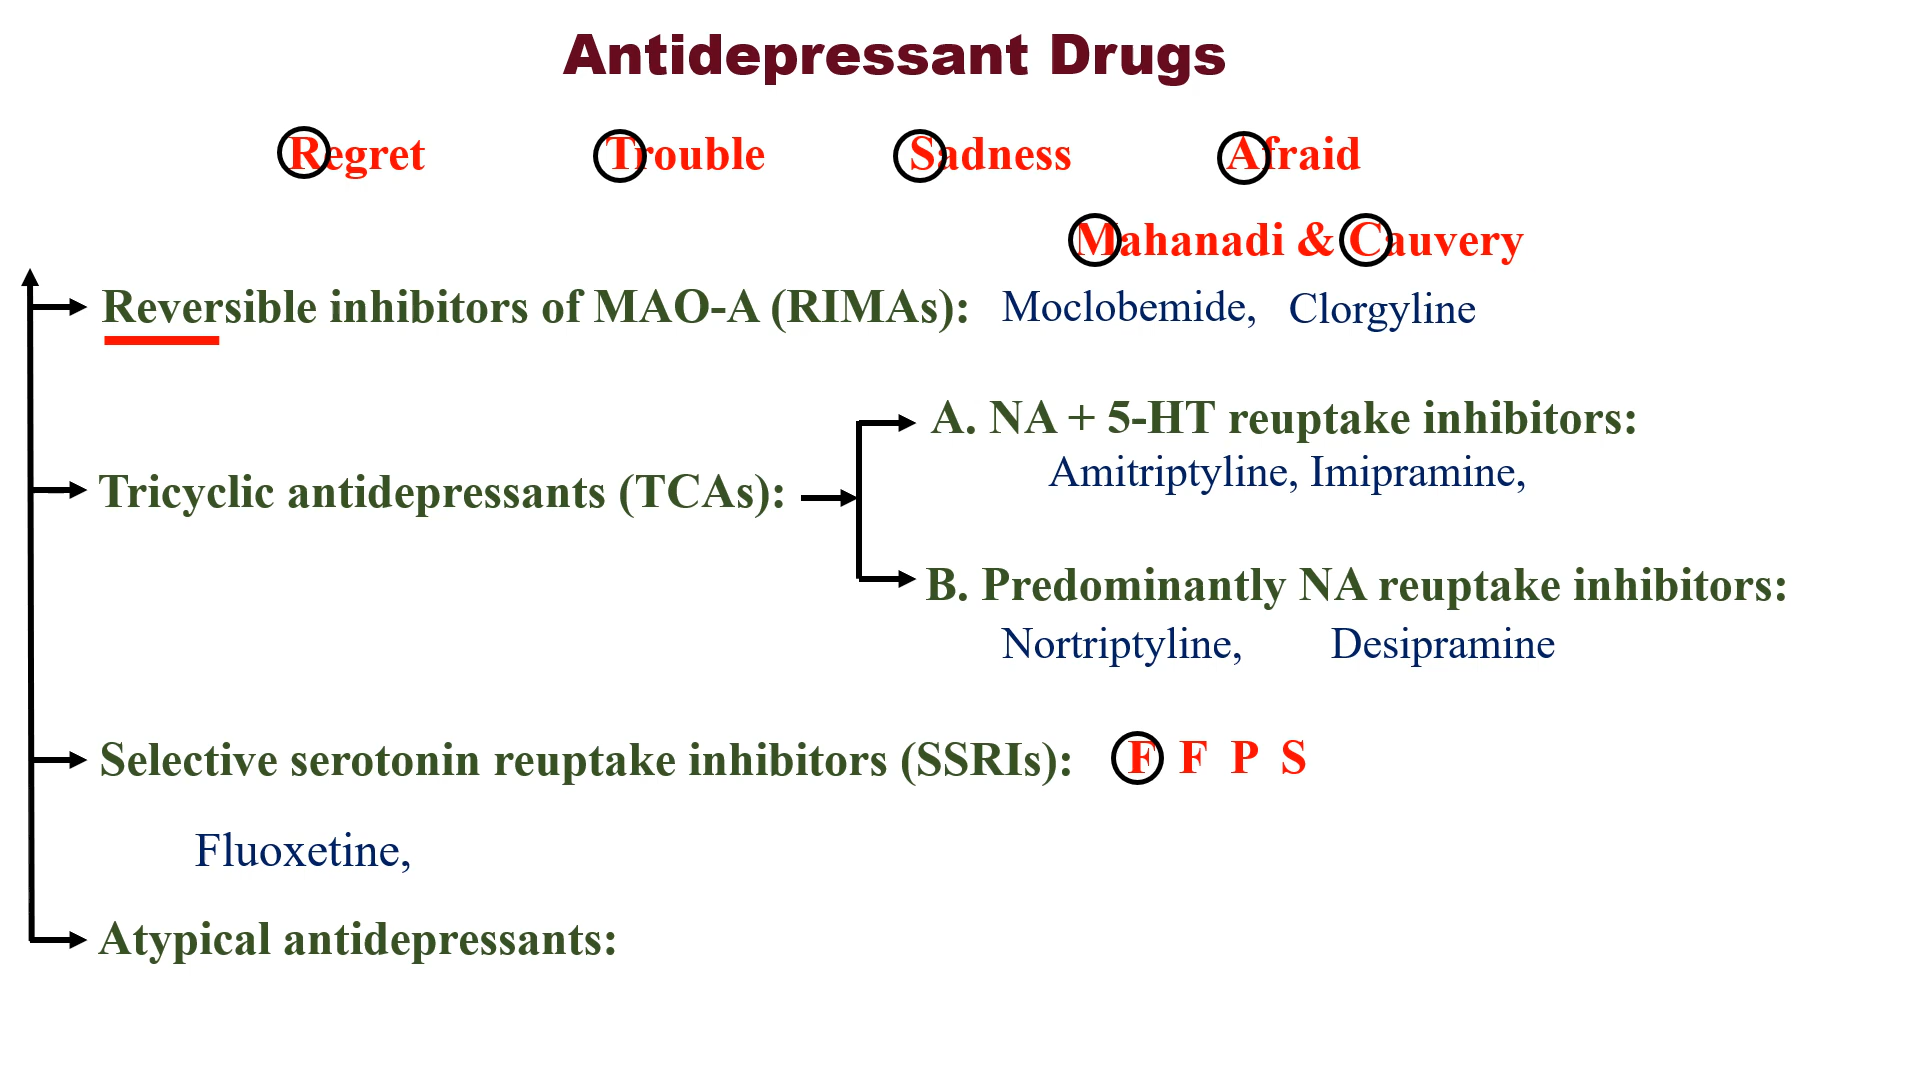 Antidepressant Drugs
Regret Trouble Sadness Afraid
Mahanadi & Cauvery
Reversible inhibitors of MAO-A (RIMAs): Moclobemide, Clorgyline
A. NA + 5-HT reuptake inhibitors:
Amitriptyline, Imipramine,
Tricyclic antidepressants (TCAs):
B. Predominantly NA reuptake inhibitors:
Nortriptyline, Desipramine
Selective serotonin reuptake inhibitors (SSRIs): F F P S
Fluoxetine,
Atypical antidepressants: